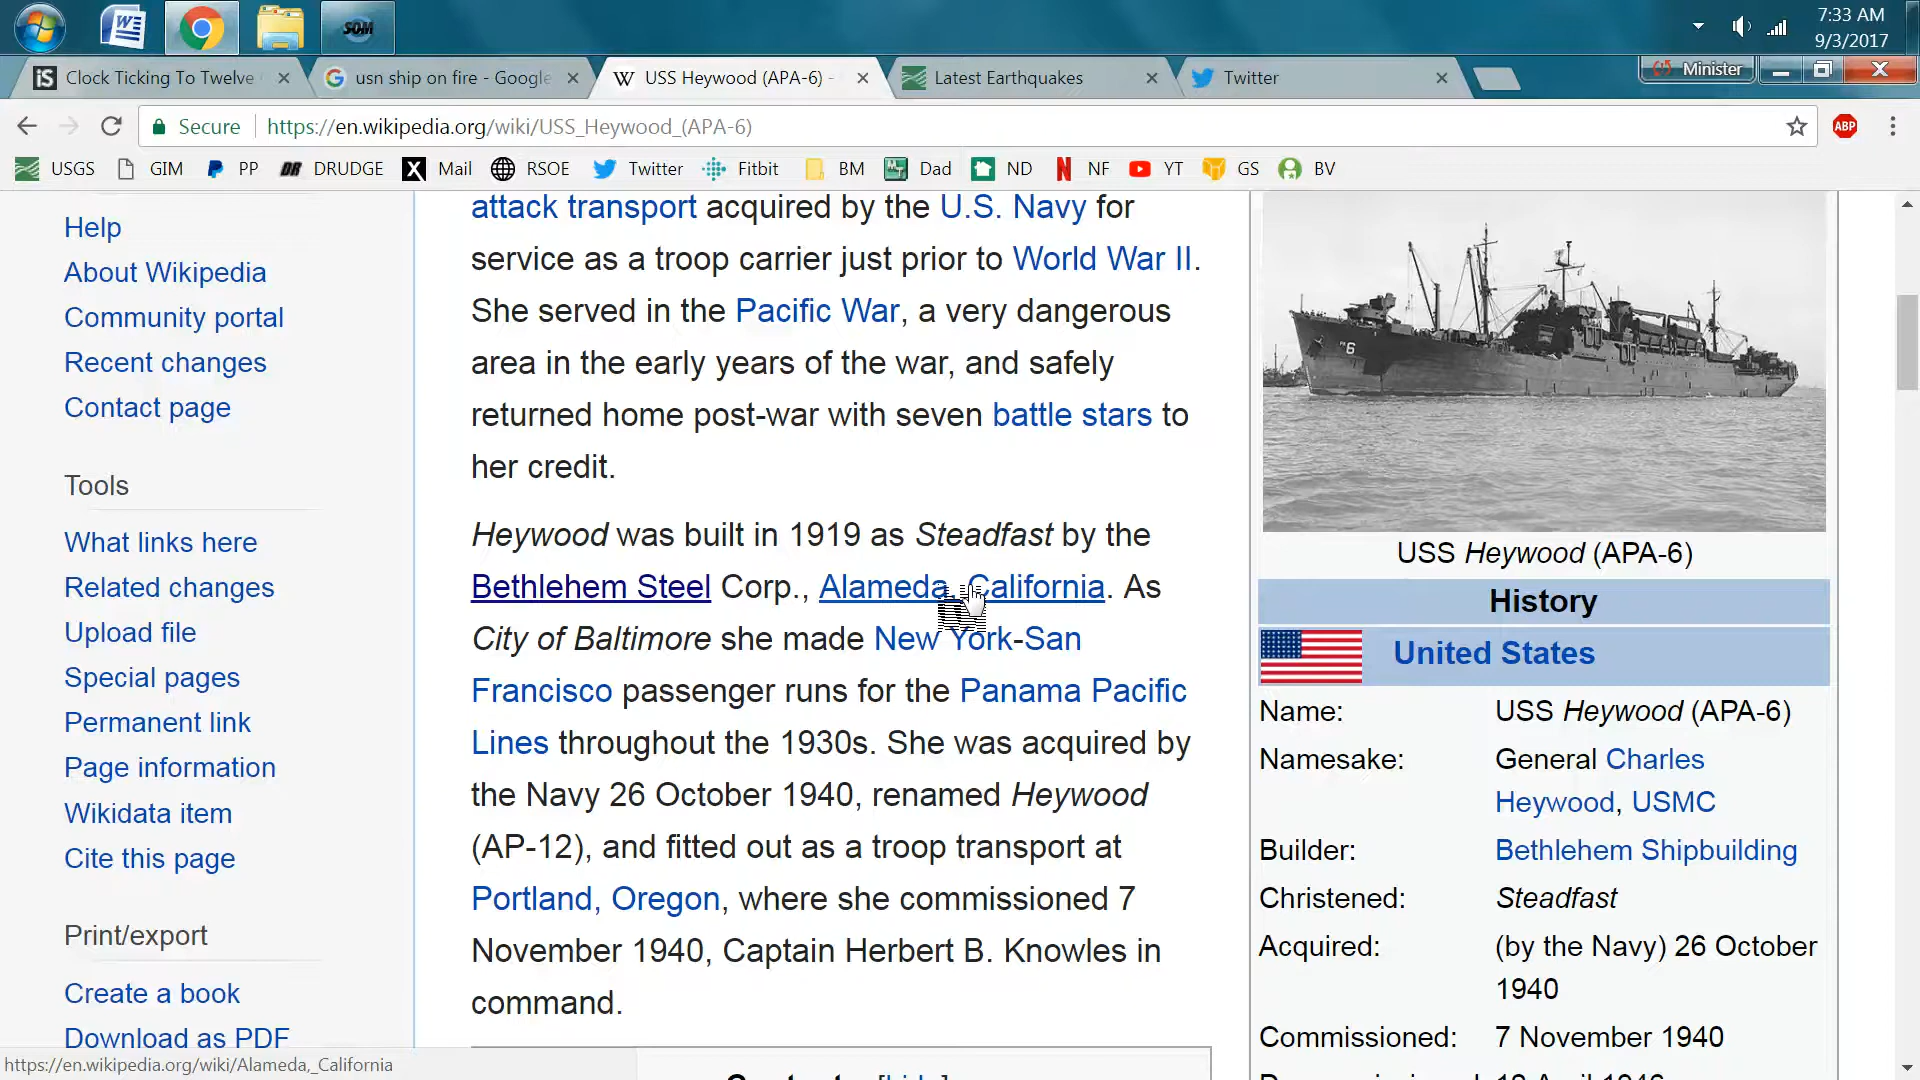 7:33 AM
9/3/2017
W
SOM
iS Clock Ticking To Twelve
usn ship on fire - Google
W USS Heywood (APA-6) -
Latest Earthquakes
Twitter
Minister
Secure https://en.wikipedia.org/wiki/USS_Heywood_(APA-6)
ABP
USGS GIM PP DR DRUDGE X Mail RSOE Twitter Fitbit BM Dad ND N NF YT GS BV
Help
About Wikipedia
Community portal
Recent changes
Contact page
Tools
What links here
Related changes
Upload file
Special pages
Permanent link
Page information
Wikidata item
Cite this page
Print/export
Create a book
Download as PDF
attack transport acquired by the U.S. Navy for
service as a troop carrier just prior to World War II.
She served in the Pacific War, a very dangerous
area in the early years of the war, and safely
returned home post-war with seven battle stars to
her credit.
Heywood was built in 1919 as Steadfast by the
Bethlehem Steel Corp., Alameda, California. As
City of Baltimore she made New York-San
Francisco passenger runs for the Panama Pacific
Lines throughout the 1930s. She was acquired by
the Navy 26 October 1940, renamed Heywood
(AP-12), and fitted out as a troop transport at
Portland, Oregon, where she commissioned 7
November 1940, Captain Herbert B. Knowles in
command.
6
USS Heywood (APA-6)
History
United States
Name: USS Heywood (APA-6)
Namesake: General Charles
Heywood, USMC
Builder: Bethlehem Shipbuilding
Christened: Steadfast
Acquired: (by the Navy) 26 October
1940
Commissioned: 7 November 1940
https://en.wikipedia.org/wiki/Alameda,_California